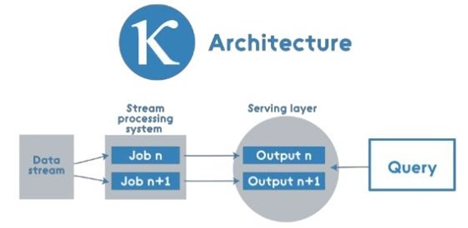 K Architecture
Stream
processing
system
Serving layer
Data
stream
Job n
Job n+1
Output n
Output n+1
Query